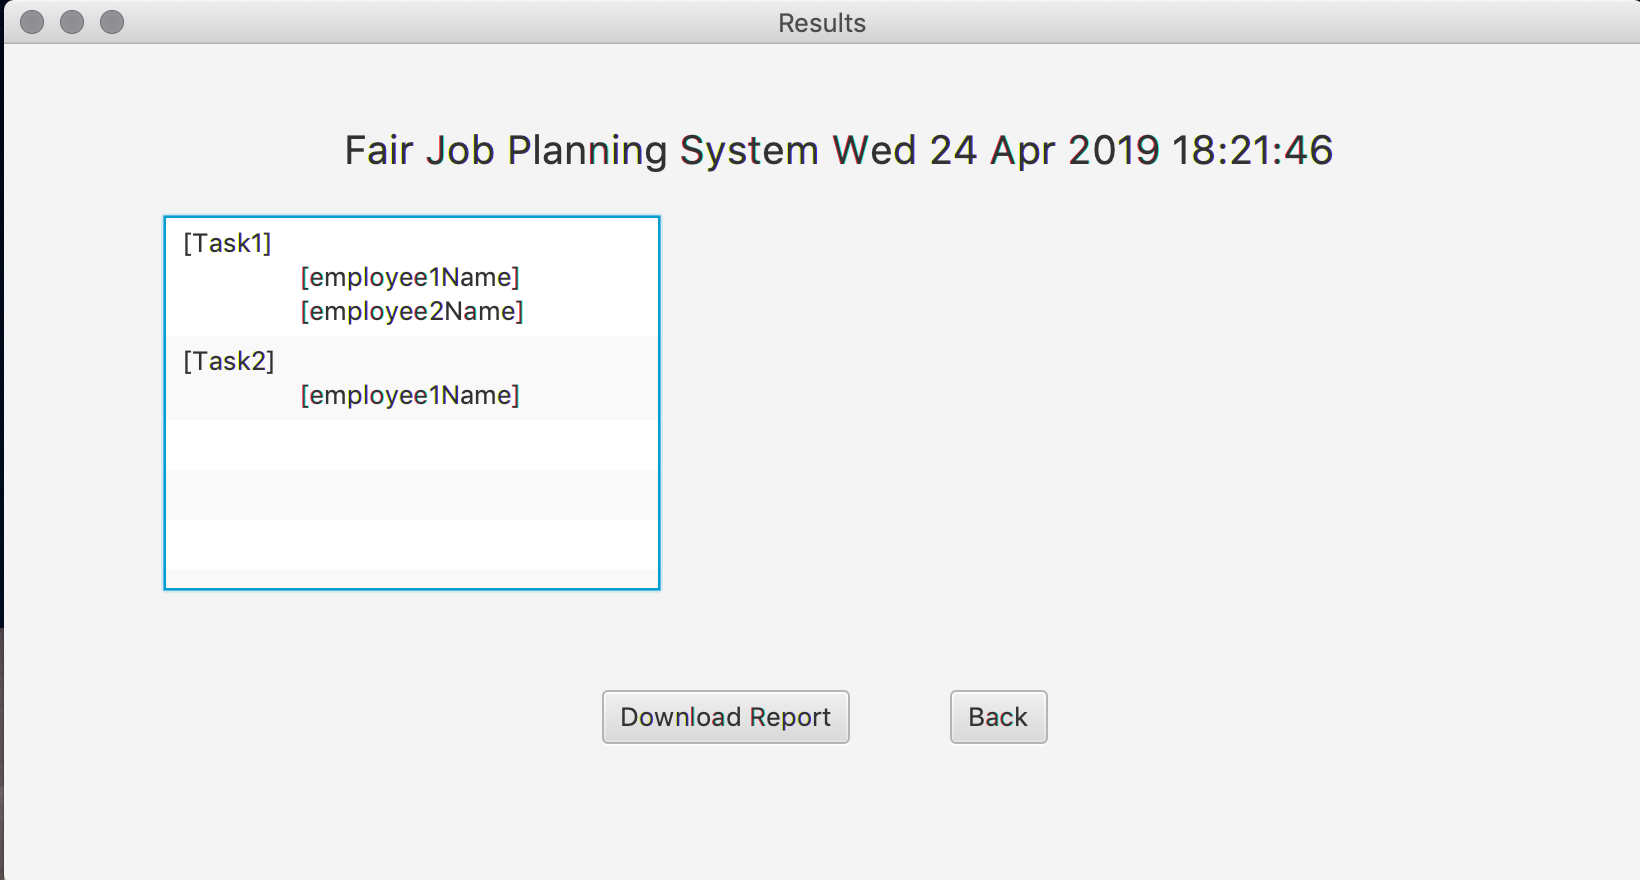 Results
Fair Job Planning System Wed 24 Apr 2019 18:21:46
[Task1]
[employee1Name]
[employee2Name]
[Task2]
[employee1Name]
Download Report
Back